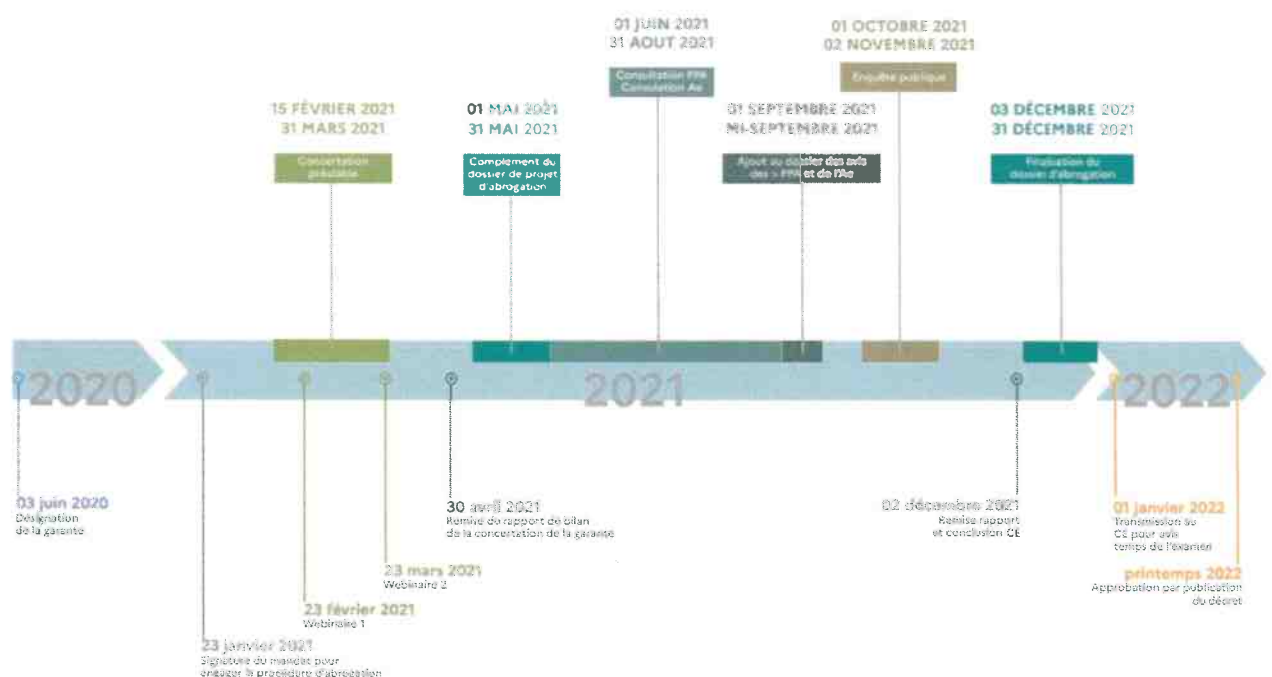 01 JUIN 2021
31 AOUT 2021
Consultation PPA
Consulation Ae
01 OCTOBRE 2021
02 NOVEMBRE 2021
Enquête publique
15 FÉVRIER 2021
31 MARS 2021
Concertation
préalable
01 MAI 2021
31 MAI 2021
Complément du
dossier de projet
d'abrogation
01 SEPTEMBRE 2021
MI-SEPTEMBRE 2021
Ajout au dossier des avis
des > PPA et de l'Ae
03 DÉCEMBRE 2021
31 DÉCEMBRE 2021
Finalisation du
dossier d'abrogation
2020
2021
2022
03 juin 2020
Désignation
de la garante
30 avril 2021
Remise du rapport de bilan
de la concertation de la garante
02 décembre 2021
Remise rapport
et conclusion CE
01 janvier 2022
Transmission au
CE pour avis
temps de l'examen
23 mars 2021
Webinaire 2
printemps 2022
Approbation par publication
du décret
23 février 2021
Webinaire 1
23 janvier 2021
Signature du mandat pour
engager la procédure d'abrogation